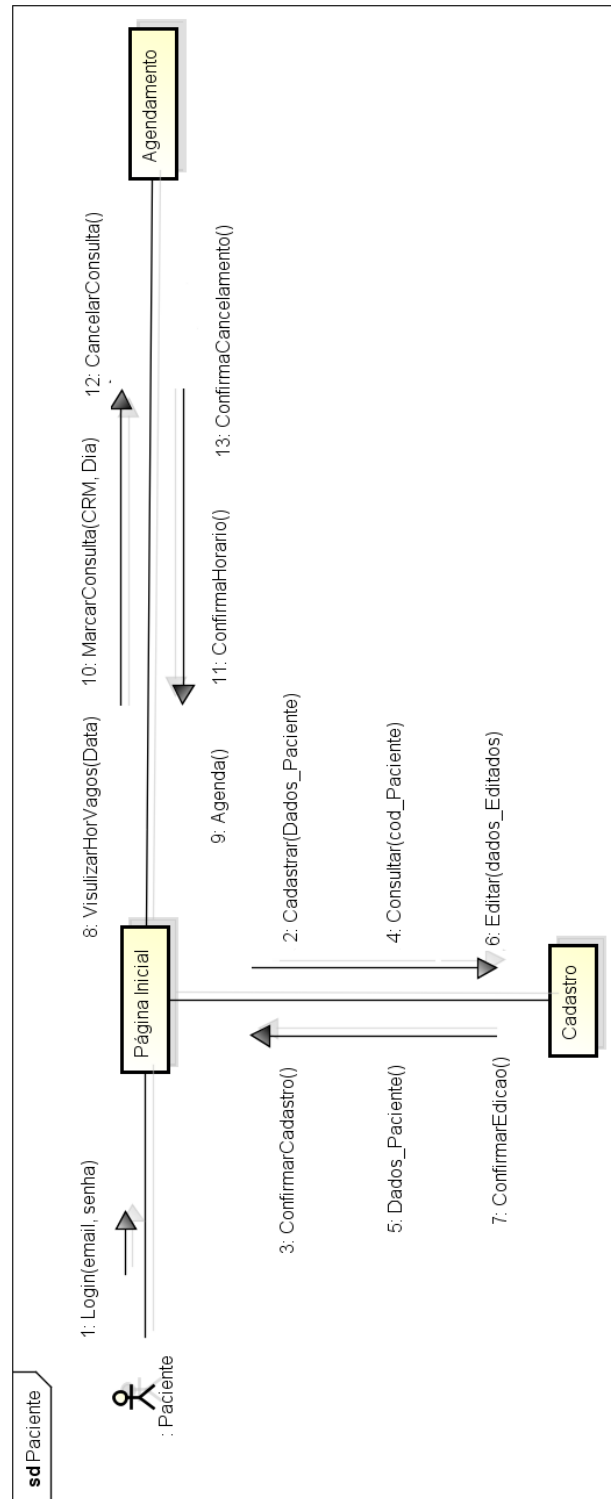 sd Paciente
: Paciente
1: Login(email, senha)
Página Inicial
8: VisulizarHorVagos(Data)
10: MarcarConsulta(CRM, Dia)
12: CancelarConsulta()
Agendamento
9: Agenda()
11: ConfirmaHorario()
13: ConfirmaCancelamento()
3: ConfirmarCadastro()
2: Cadastrar(Dados_Paciente)
5: Dados_Paciente()
4: Consultar(cod_Paciente)
7: ConfirmarEdicao()
6: Editar(dados_Editados)
Cadastro